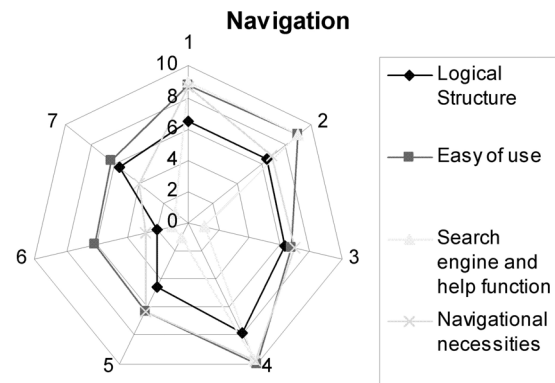 Navigation
1
10
8
6
4
2
0
2
3
4
5
6
7
Logical
Structure
Easy of use
Search
engine and
help function
Navigational
necessities